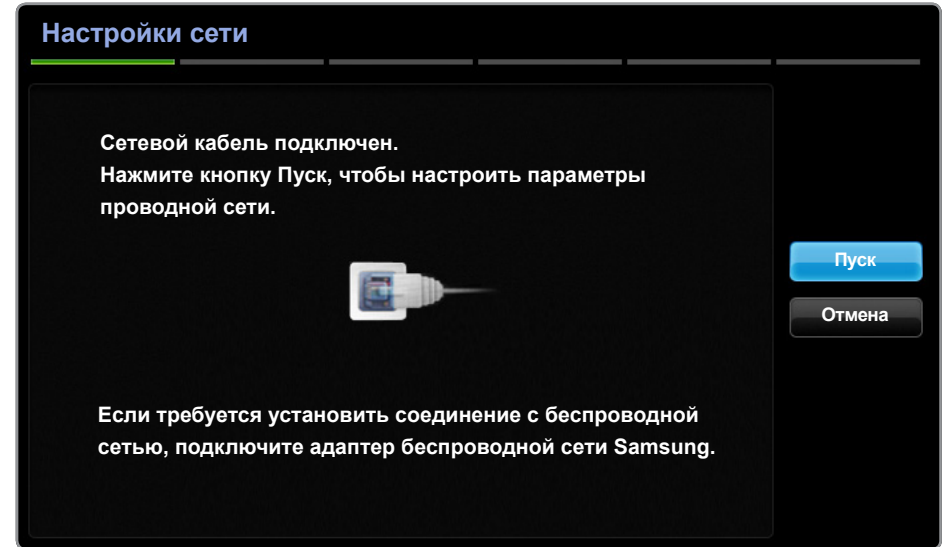 Настройки сети
Сетевой кабель подключен.
Нажмите кнопку Пуск, чтобы настроить параметры
проводной сети.
Пуск
Отмена
Если требуется установить соединение с беспроводной
сетью, подключите адаптер беспроводной сети Samsung.